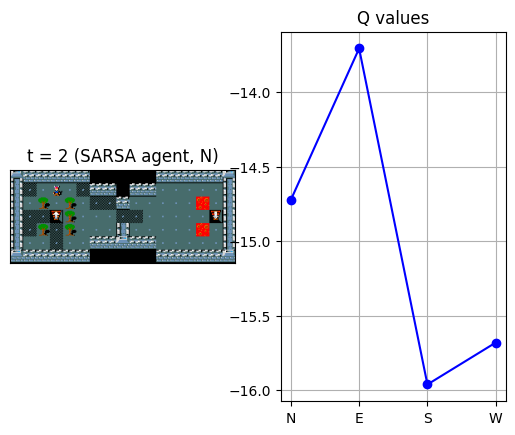 Q values
t = 2 (SARSA agent, N)
−14.0
−14.5
−15.0
−15.5
−16.0
N E S W